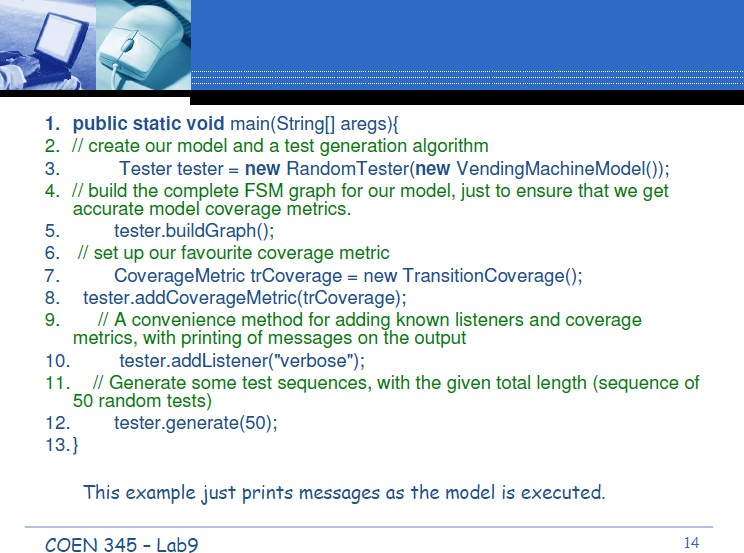 1. public static void main(String[] aregs){
2. // create our model and a test generation algorithm
3. Tester tester = new RandomTester(new VendingMachineModel());
4. // build the complete FSM graph for our model, just to ensure that we get
accurate model coverage metrics.
5. tester.buildGraph();
6. // set up our favourite coverage metric
7. CoverageMetric trCoverage = new TransitionCoverage();
8. tester.addCoverageMetric(trCoverage);
9. // A convenience method for adding known listeners and coverage
metrics, with printing of messages on the output
10. tester.addListener("verbose");
11. // Generate some test sequences, with the given total length (sequence of
50 random tests)
12. tester.generate(50);
13. }
This example just prints messages as the model is executed.
COEN 345 – Lab9
14